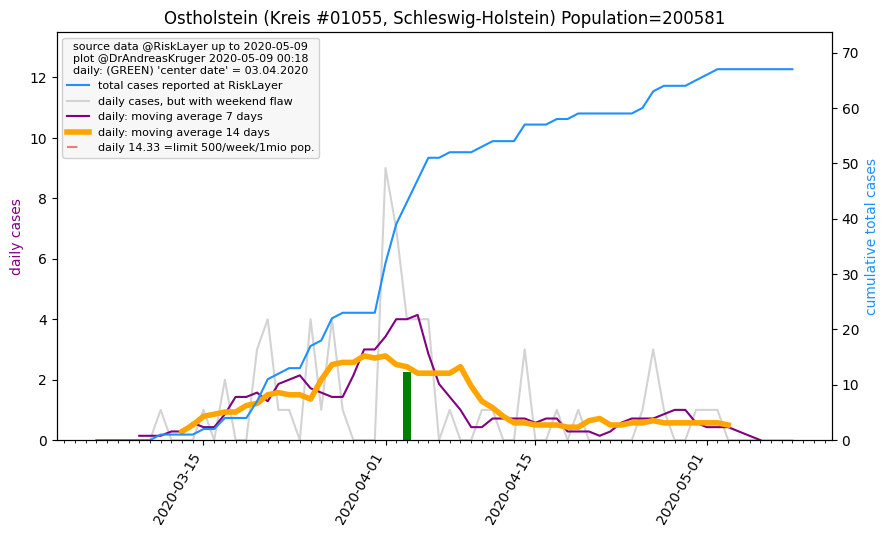 Ostholstein (Kreis #01055, Schleswig-Holstein) Population=200581
source data @RiskLayer up to 2020-05-09
plot @DrAndreasKruger 2020-05-09 00:18
daily: (GREEN) 'center date' = 03.04.2020
total cases reported at RiskLayer
daily cases, but with weekend flaw
daily: moving average 7 days
daily: moving average 14 days
daily 14.33 =limit 500/week/1mio pop.
daily cases
12
10
8
6
4
2
0
70
60
50
40
30
20
10
0
cumulative total cases
2020-03-15
2020-04-01
2020-04-15
2020-05-01